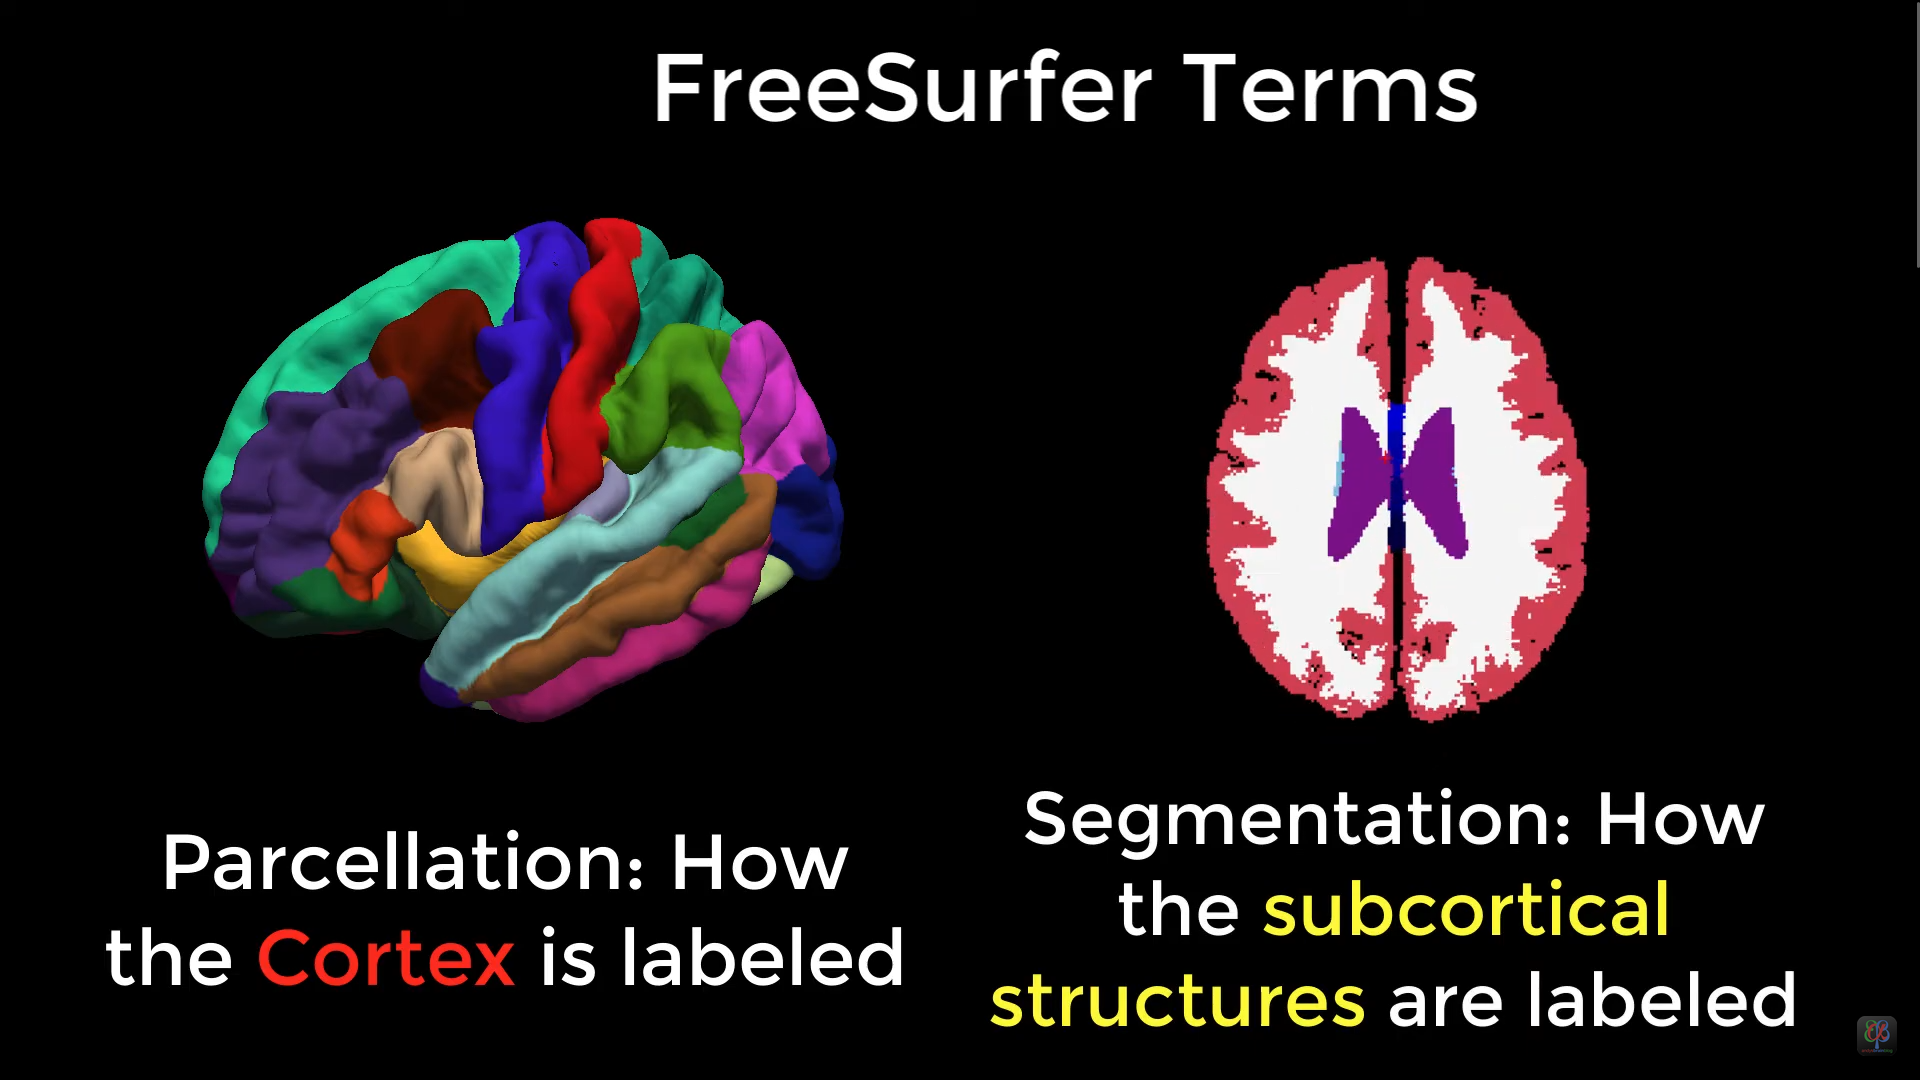 FreeSurfer Terms
Parcellation: How
the Cortex is labeled
Segmentation: How
the subcortical
structures are labeled